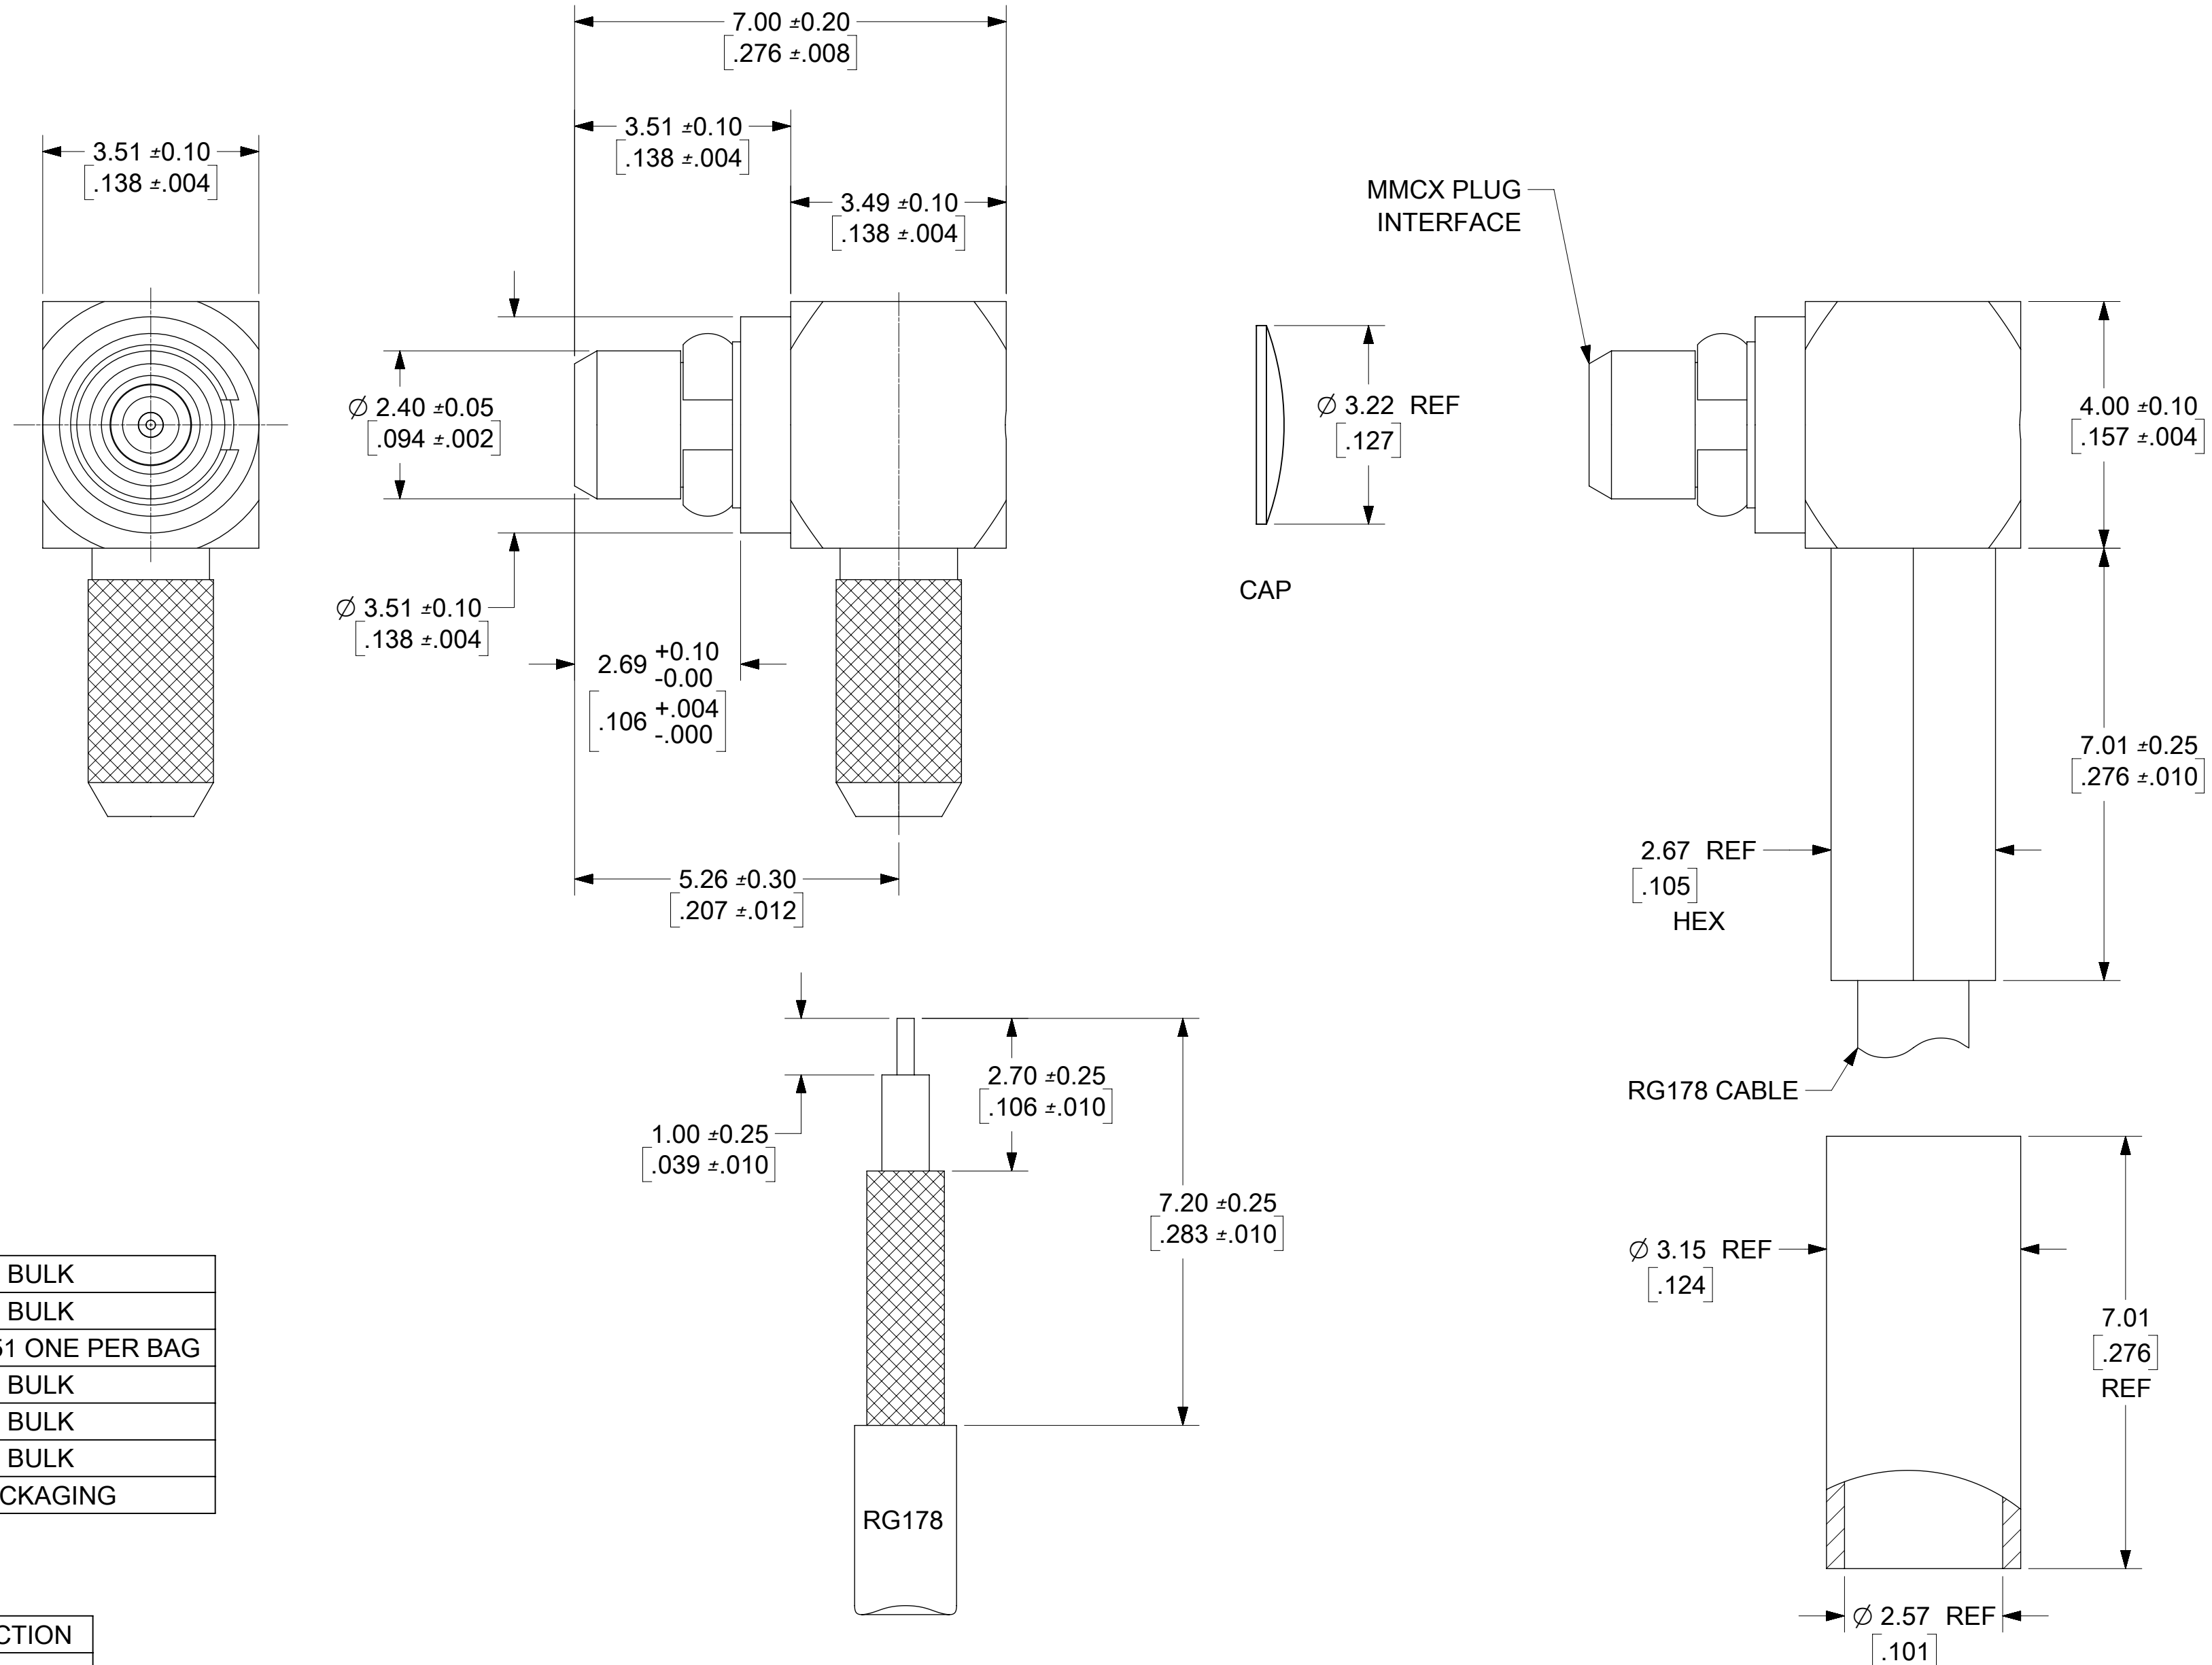 7.00 ±0.20
[.276 ±.008]
3.51 ±0.10
[.138 ±.004]
3.51 ±0.10
[.138 ±.004]
3.49 ±0.10
[.138 ±.004]
MMCX PLUG
INTERFACE
Ø 2.40 ±0.05
[.094 ±.002]
Ø 3.22 REF
[.127]
4.00 ±0.10
[.157 ±.004]
CAP
Ø 3.51 ±0.10
[.138 ±.004]
2.69 +0.10
-0.00
[.106 +.004
-.000]
7.01 ±0.25
[.276 ±.010]
5.26 ±0.30
[.207 ±.012]
2.67 REF
[.105]
HEX
2.70 ±0.25
[.106 ±.010]
RG178 CABLE
1.00 ±0.25
[.039 ±.010]
7.20 ±0.25
[.283 ±.010]
Ø 3.15 REF
[.124]
7.01
[.276]
REF
BULK
BULK
51 ONE PER BAG
BULK
BULK
BULK
CKAGING
RG178
Ø 2.57 REF
[.101]
CTION